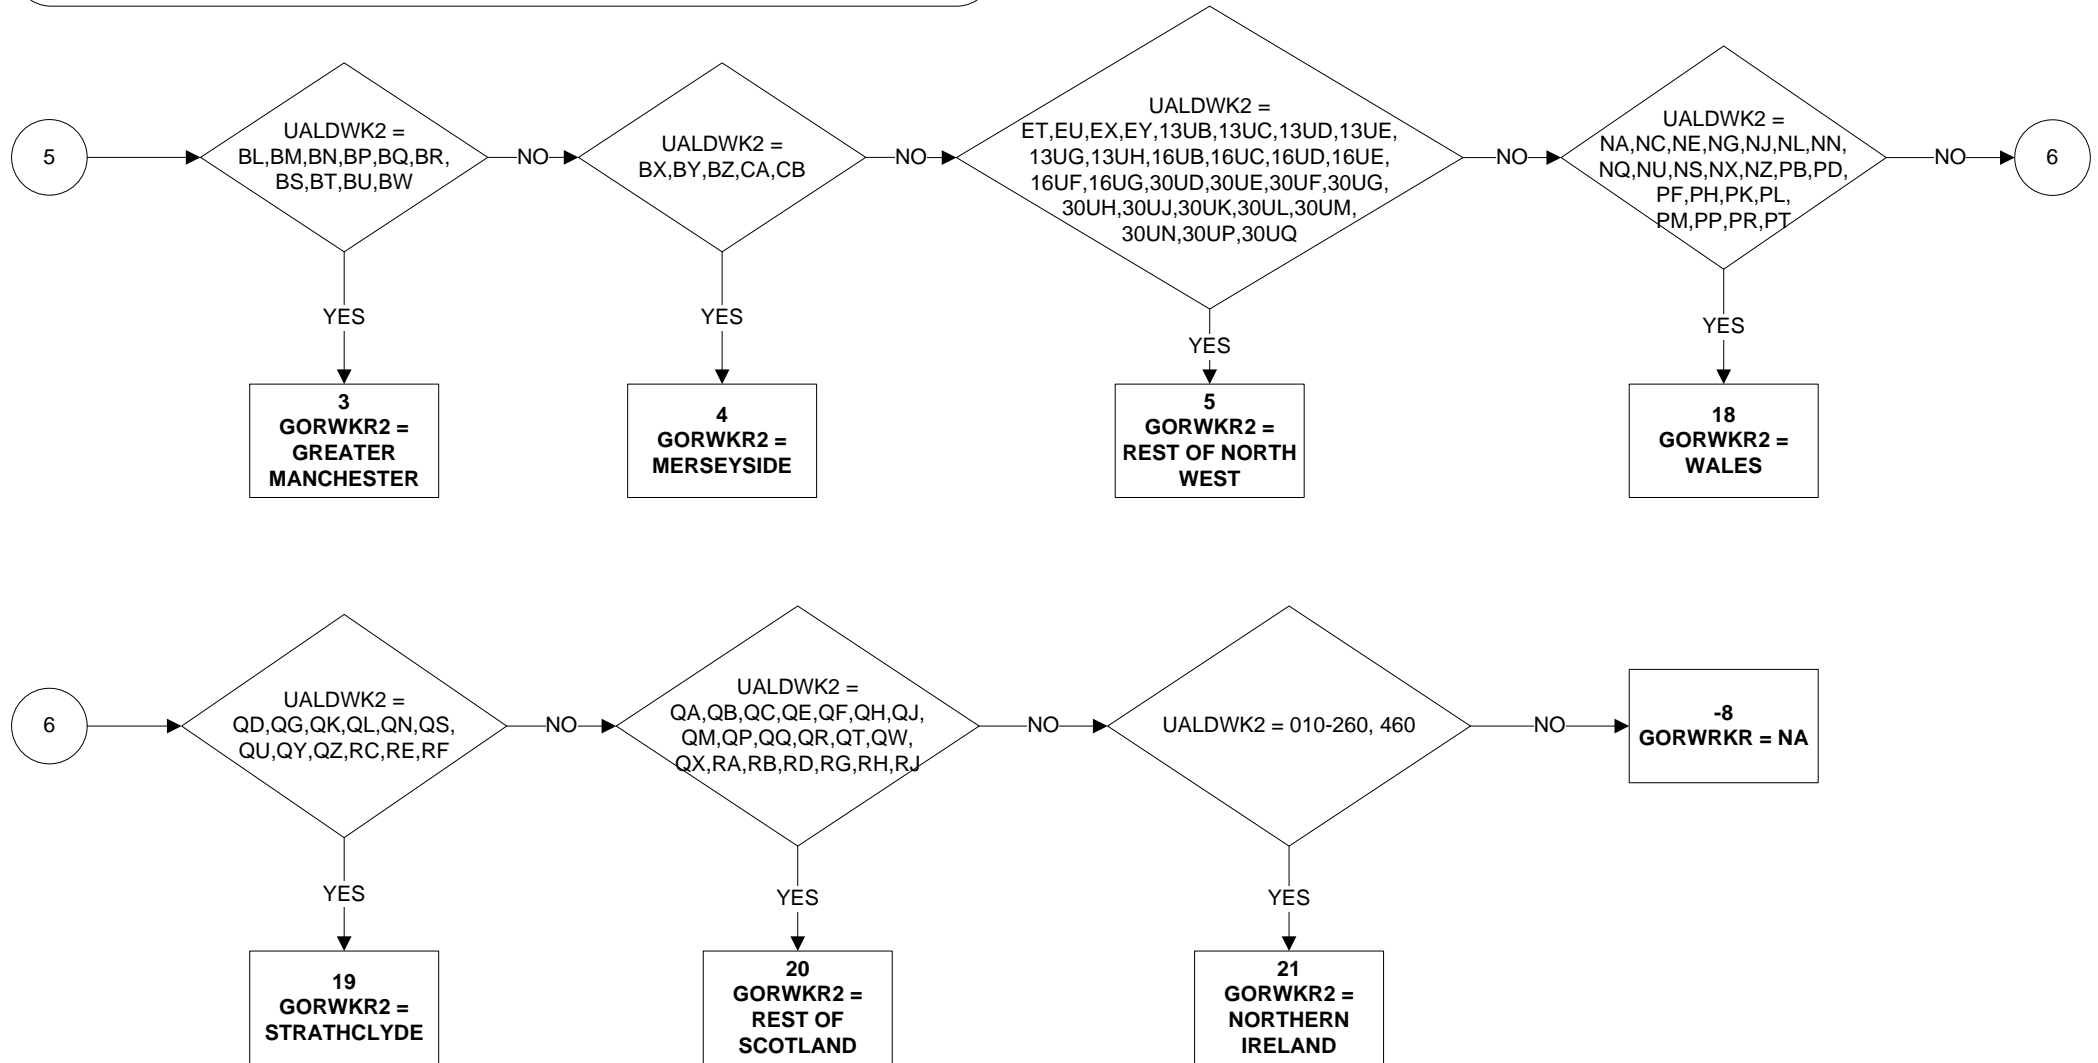 5
UALDWK2 =
BL,BM,BN,BP,BQ,BR,
BS,BT,BU,BW
NO
UALDWK2 =
BX,BY,BZ,CA,CB
NO
UALDWK2 =
ET,EU,EX,EY,13UB,13UC,13UD,13UE,
13UG,13UH,16UB,16UC,16UD,16UE,
16UF,16UG,30UD,30UE,30UF,30UG,
30UH,30UJ,30UK,30UL,30UM,
30UN,30UP,30UQ
NO
UALDWK2 =
NA,NC,NE,NG,NJ,NL,NN,
NQ,NU,NS,NX,NZ,PB,PD,
PF,PH,PK,PL,
PM,PP,PR,PT
NO
6
YES
YES
YES
YES
3
GORWKR2 =
GREATER
MANCHESTER
4
GORWKR2 =
MERSEYSIDE
5
GORWKR2 =
REST OF NORTH
WEST
18
GORWKR2 =
WALES
6
UALDWK2 =
QD,QG,QK,QL,QN,QS,
QU,QY,QZ,RC,RE,RF
NO
UALDWK2 =
QA,QB,QC,QE,QF,QH,QJ,
QM,QP,QQ,QR,QT,QW,
QX,RA,RB,RD,RG,RH,RJ
NO
UALDWK2 = 010-260, 460
NO
-8
GORWRKR = NA
YES
YES
YES
19
GORWKR2 =
STRATHCLYDE
20
GORWKR2 =
REST OF
SCOTLAND
21
GORWKR2 =
NORTHERN
IRELAND